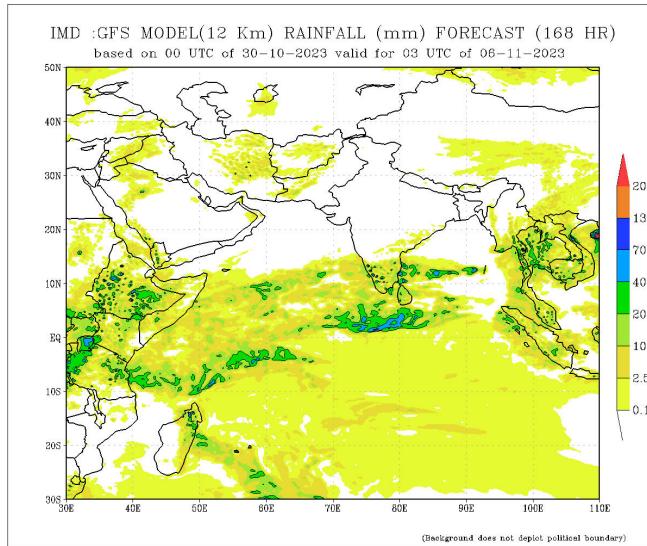 IMD :GFS MODEL(12 Km) RAINFALL (mm) FORECAST (168 HR)
based on 00 UTC of 30-10-2023 valid for 03 UTC of 06-11-2023
50N
40N
30N
20N
10N
EQ
10S
20S
30S
30E
40E
50E
60E
70E
80E
90E
100E
110E
20
13
70
40
20
10
2.5
0.1
(Background does not depict political boundary)